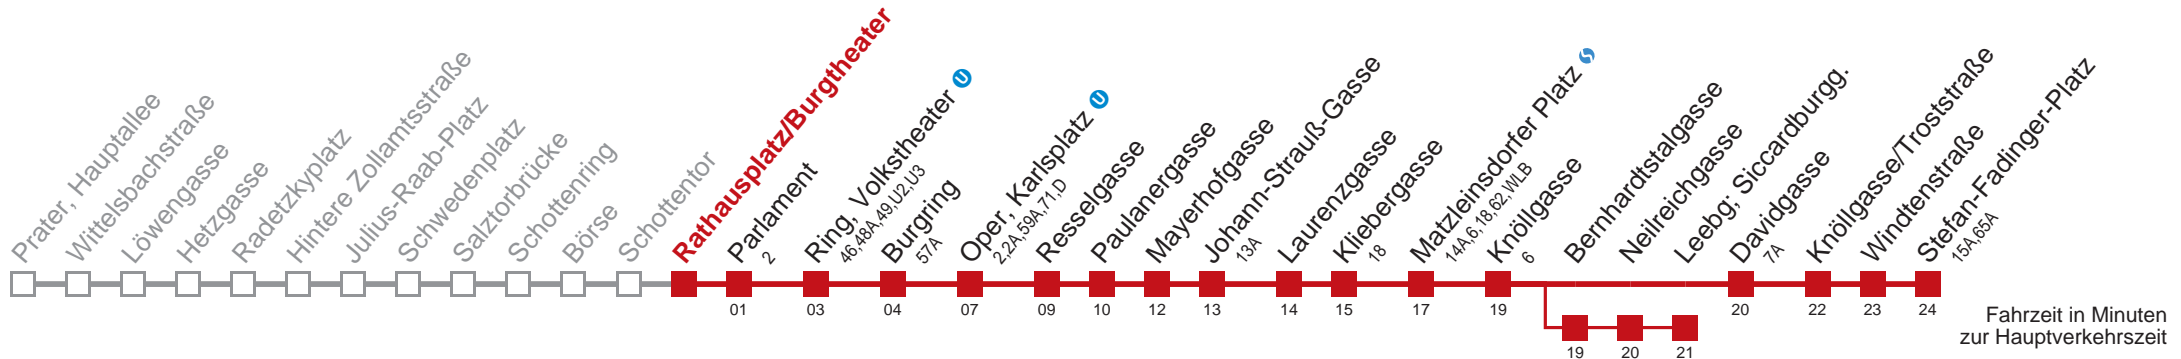 Prater, Hauptallee
Wittelsbachstraße
Löwengasse
Hetzgasse
Radetzkyplatz
Hintere Zollamtsstraße
Julius-Raab-Platz
Schwedenplatz
Salztorbrücke
Schottenring
Börse
Schottentor
Rathausplatz/Burgtheater
Parlament
2
Ring, Volkstheater U
46,48A,49,U2,U3
Burgring
57A
Oper, Karlsplatz U
2,2A,59A,71,D
Resselgasse
Paulanergasse
Mayerhofgasse
Johann-Strauß-Gasse
13A
Laurenzgasse
Kliebergasse
18
Matzleinsdorfer Platz S
14A,6,18,62,WLB
Knöllgasse
6
Bernhardtstalgasse
Neilreichgasse
Leebg; Siccardburgg.
Davidgasse
7A
Knöllgasse/Troststraße
Windtenstraße
Stefan-Fadinger-Platz
15A,65A
01 03 04 07 09 10 12 13 14 15 17 19 20 22 23 24
19 20 21
Fahrzeit in Minuten
zur Hauptverkehrszeit